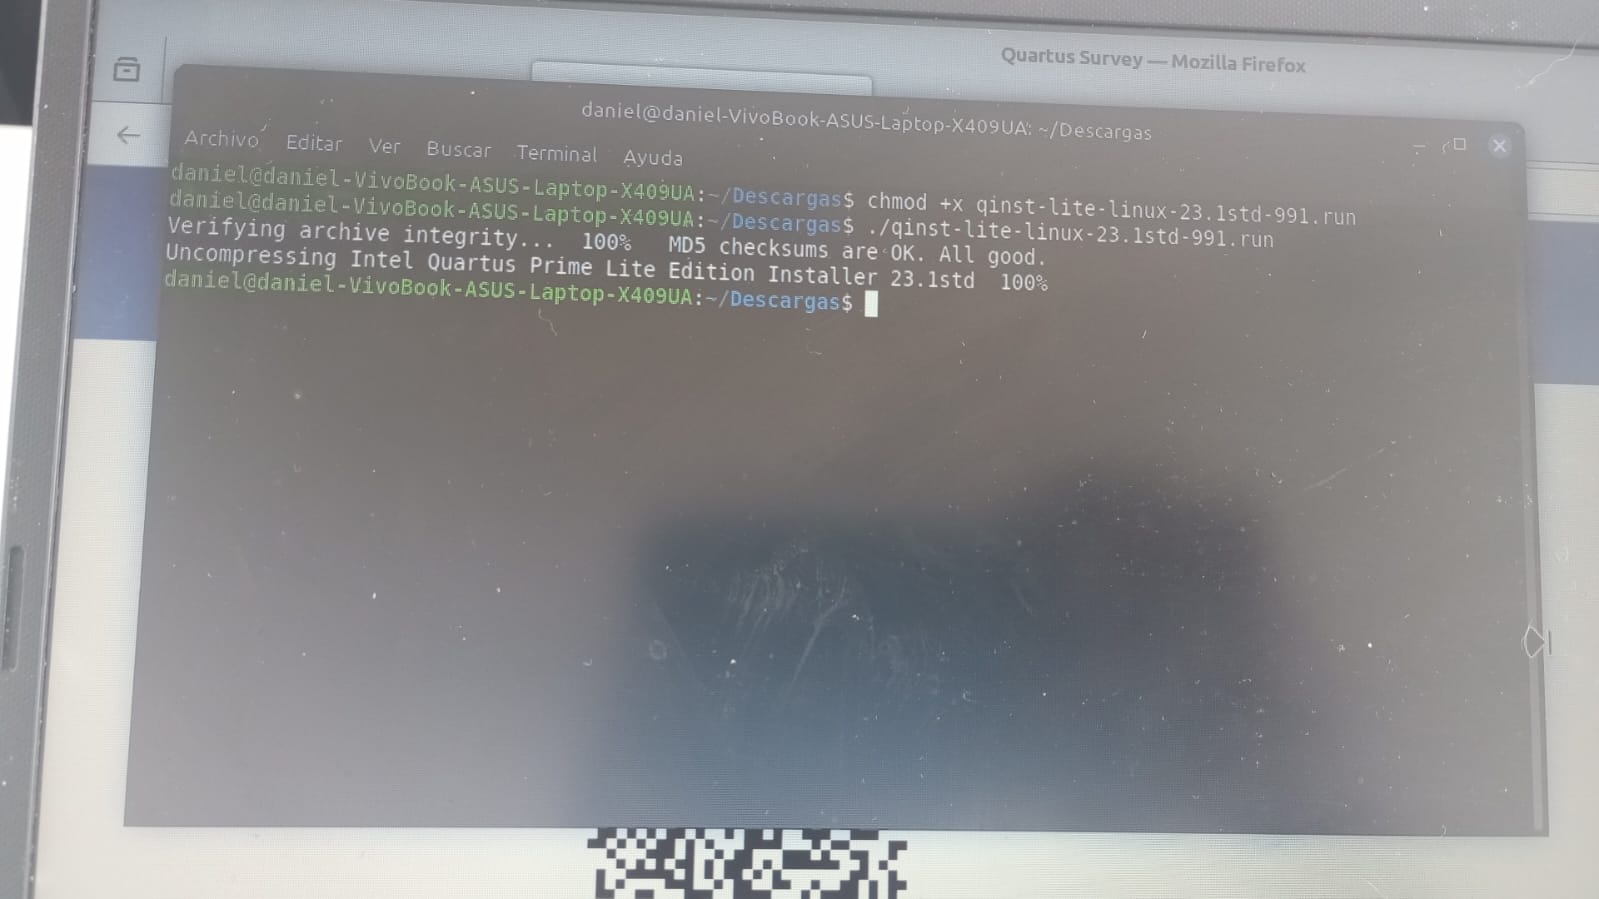 Quartus Survey — Mozilla Firefox
daniel@daniel-VivoBook-ASUS-Laptop-X409UA: ~/Descargas
Archivo Editar Ver Buscar Terminal Ayuda
daniel@daniel-VivoBook-ASUS-Laptop-X409UA:~/Descargas$ chmod +x qinst-lite-linux-23.1std-991.run
daniel@daniel-VivoBook-ASUS-Laptop-X409UA:~/Descargas$ ./qinst-lite-linux-23.1std-991.run
Verifying archive integrity... 100% MD5 checksums are OK. All good.
Uncompressing Intel Quartus Prime Lite Edition Installer 23.1std 100%
daniel@daniel-VivoBook-ASUS-Laptop-X409UA:~/Descargas$